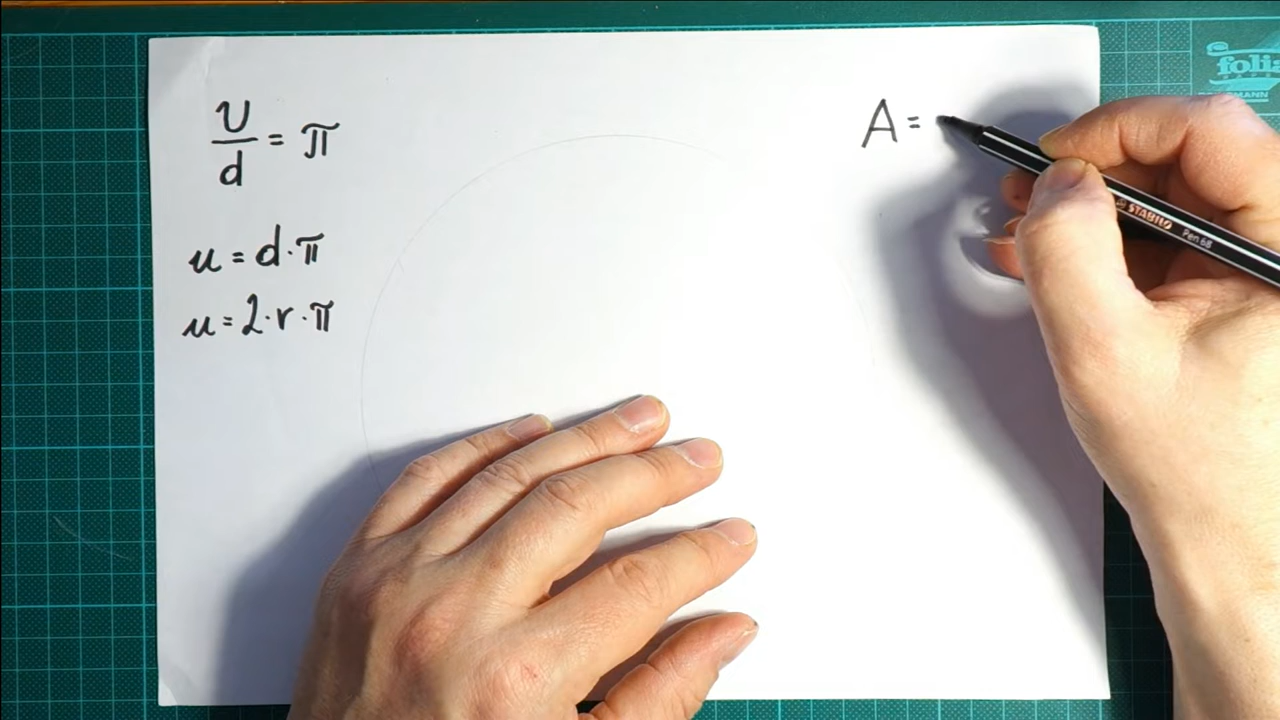 U/d = π
u = d·π
u = 2·r·π
A =
folia
STABILO Pen 68